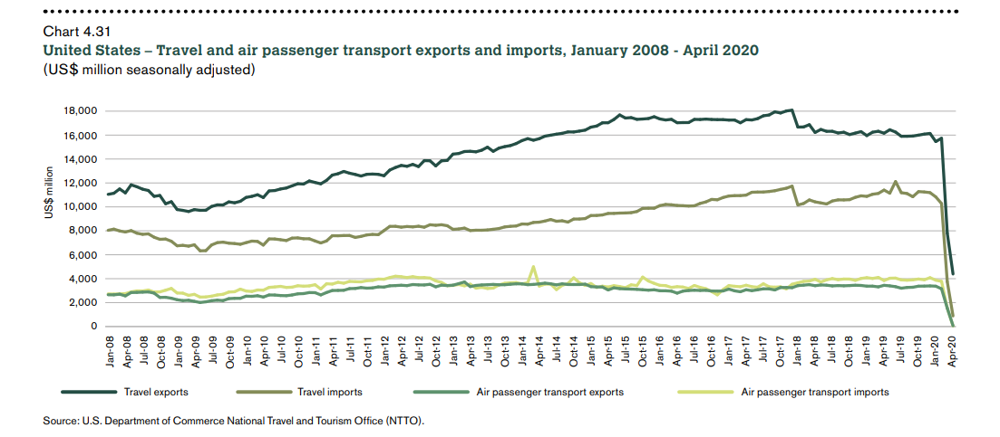 Chart 4.31
United States – Travel and air passenger transport exports and imports, January 2008 - April 2020
(US$ million seasonally adjusted)
US$ million
18,000
16,000
14,000
12,000
10,000
8,000
6,000
4,000
2,000
0
Jan-08
Apr-08
Jul-08
Oct-08
Jan-09
Apr-09
Jul-09
Oct-09
Jan-10
Apr-10
Jul-10
Oct-10
Jan-11
Apr-11
Jul-11
Oct-11
Jan-12
Apr-12
Jul-12
Oct-12
Jan-13
Apr-13
Jul-13
Oct-13
Jan-14
Apr-14
Jul-14
Oct-14
Jan-15
Apr-15
Jul-15
Oct-15
Jan-16
Apr-16
Jul-16
Oct-16
Jan-17
Apr-17
Jul-17
Oct-17
Jan-18
Apr-18
Jul-18
Oct-18
Jan-19
Apr-19
Jul-19
Oct-19
Jan-20
Apr-20
Travel exports
Travel imports
Air passenger transport exports
Air passenger transport imports
Source: U.S. Department of Commerce National Travel and Tourism Office (NTTO).